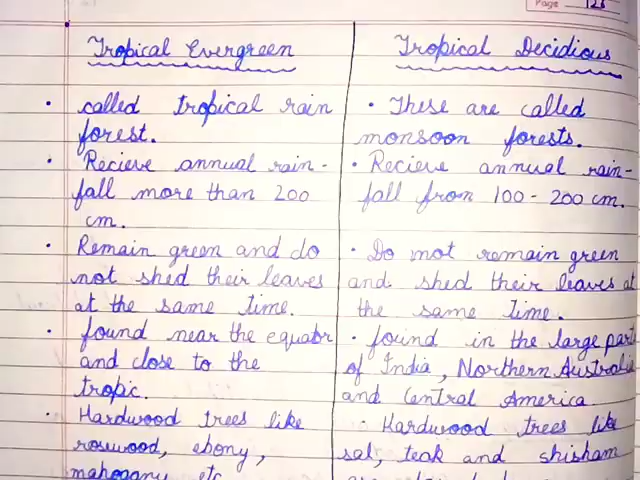 Page 128
Tropical Evergreen
• called tropical rain
forest.
• Recieve annual rain-
fall more than 200
cm.
• Remain green and do
not shed their leaves
at the same time.
• found near the equator
and close to the
tropic.
• Hardwood trees like
rosewood, ebony,
mahogany etc
Tropical Decidious
• These are called
monsoon forests.
• Recieve annual rain-
fall from 100 - 200 cm.
• Do not remain green
and shed their leaves at
the same time.
• found in the large part
of India, Northern Australia
and Central America
• Hardwood trees like
sal, teak and shisham